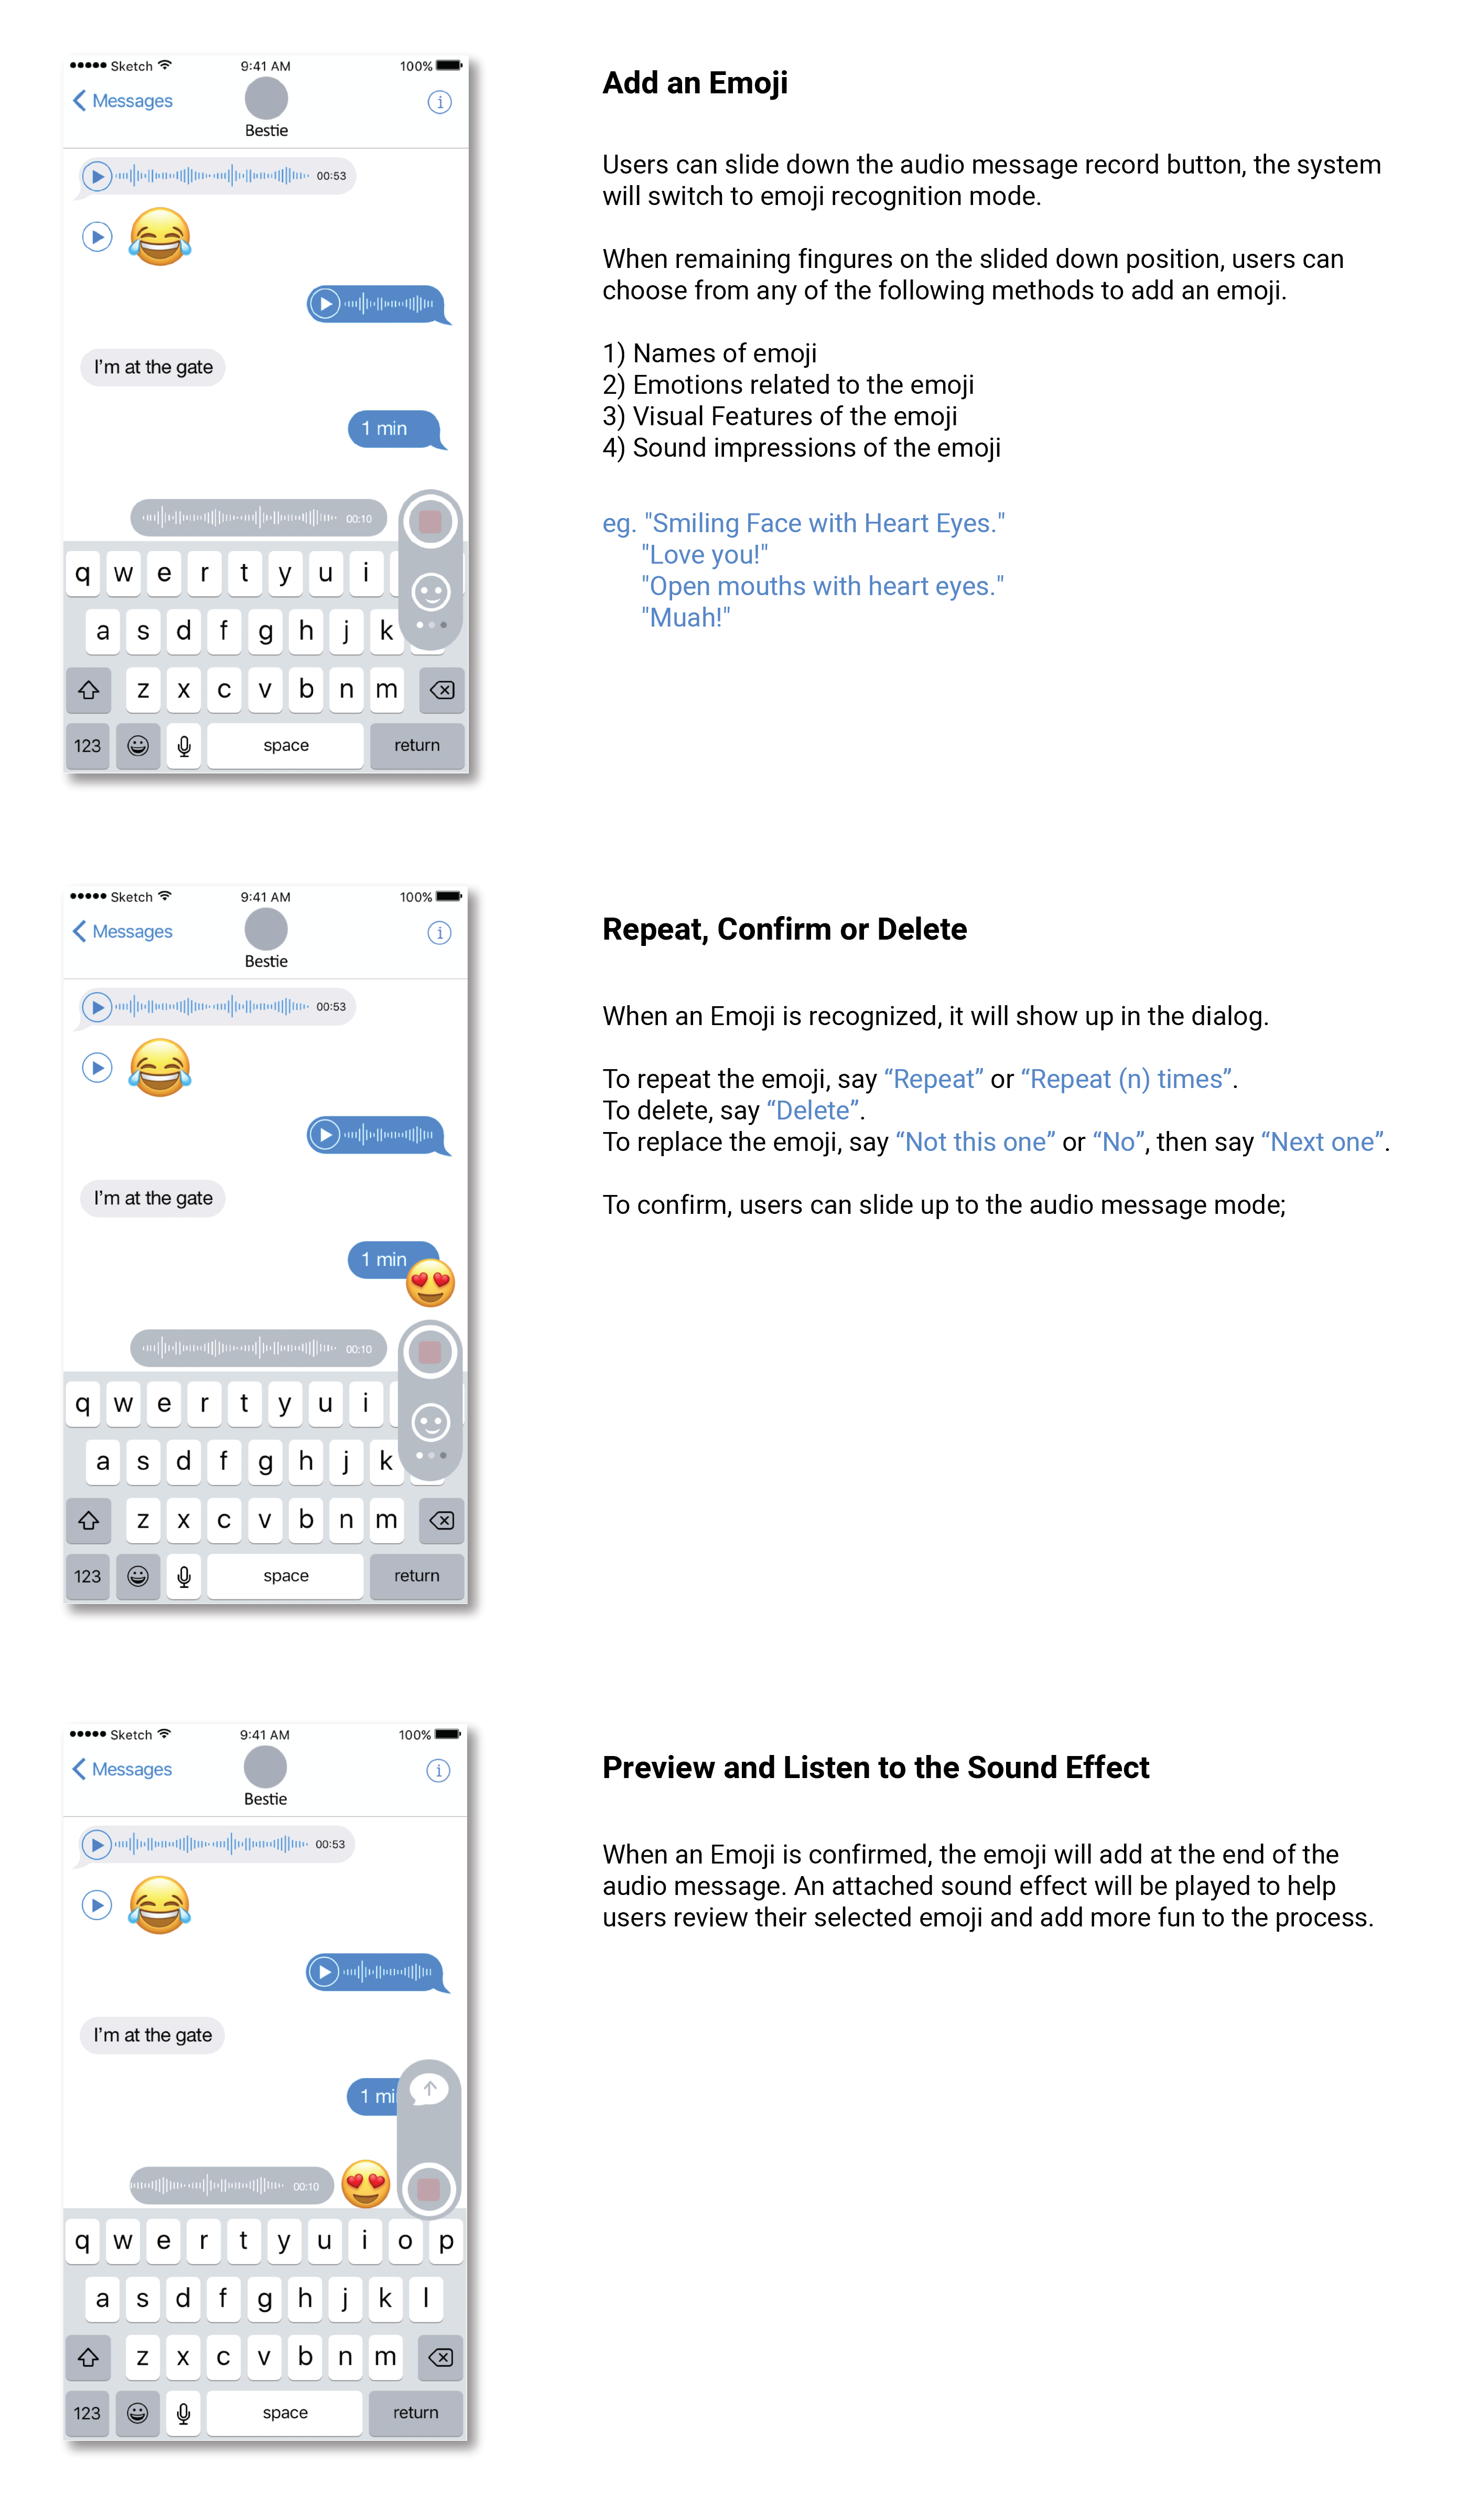 Sketch 9:41 AM 100%
Messages
Bestie
00:53
I'm at the gate
1 min
00:10
q w e r t y u i
a s d f g h j k
z x c v b n m
123 space return
Add an Emoji
Users can slide down the audio message record button, the system
will switch to emoji recognition mode.
When remaining fingures on the slided down position, users can
choose from any of the following methods to add an emoji.
1) Names of emoji
2) Emotions related to the emoji
3) Visual Features of the emoji
4) Sound impressions of the emoji
eg. "Smiling Face with Heart Eyes."
"Love you!"
"Open mouths with heart eyes."
"Muah!"
Sketch 9:41 AM 100%
Messages
Bestie
00:53
I'm at the gate
1 min
00:10
q w e r t y u i
a s d f g h j k
z x c v b n m
123 space return
Repeat, Confirm or Delete
When an Emoji is recognized, it will show up in the dialog.
To repeat the emoji, say “Repeat” or “Repeat (n) times”.
To delete, say “Delete”.
To replace the emoji, say “Not this one” or “No”, then say “Next one”.
To confirm, users can slide up to the audio message mode;
Sketch 9:41 AM 100%
Messages
Bestie
00:53
I'm at the gate
1 mi
00:10
q w e r t y u i o p
a s d f g h j k l
z x c v b n m
123 space return
Preview and Listen to the Sound Effect
When an Emoji is confirmed, the emoji will add at the end of the
audio message. An attached sound effect will be played to help
users review their selected emoji and add more fun to the process.